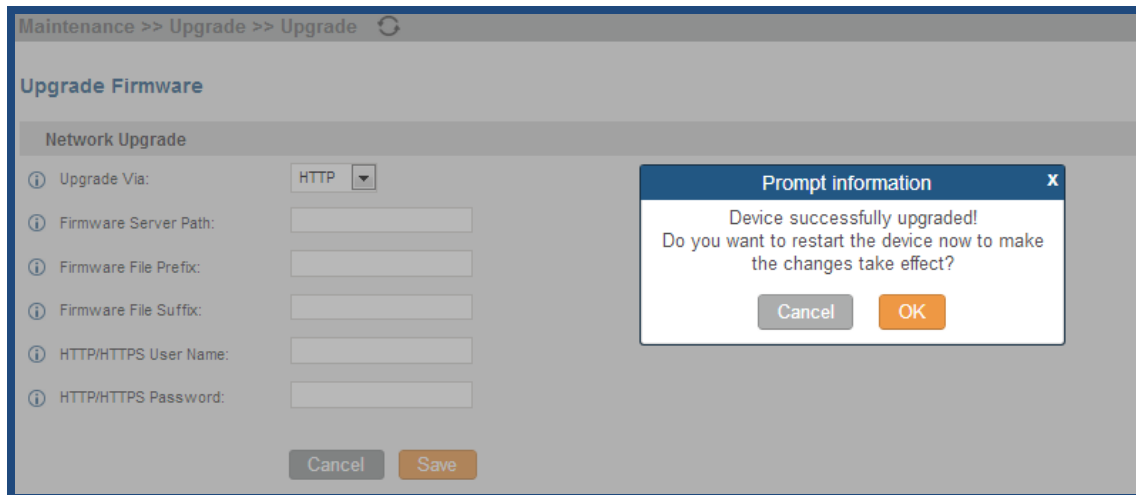 Maintenance >> Upgrade >> Upgrade
Upgrade Firmware
Network Upgrade
Upgrade Via:
HTTP
Firmware Server Path:
Firmware File Prefix:
Firmware File Suffix:
HTTP/HTTPS User Name:
HTTP/HTTPS Password:
Cancel
Save
Prompt information
X
Device successfully upgraded!
Do you want to restart the device now to make
the changes take effect?
Cancel
OK